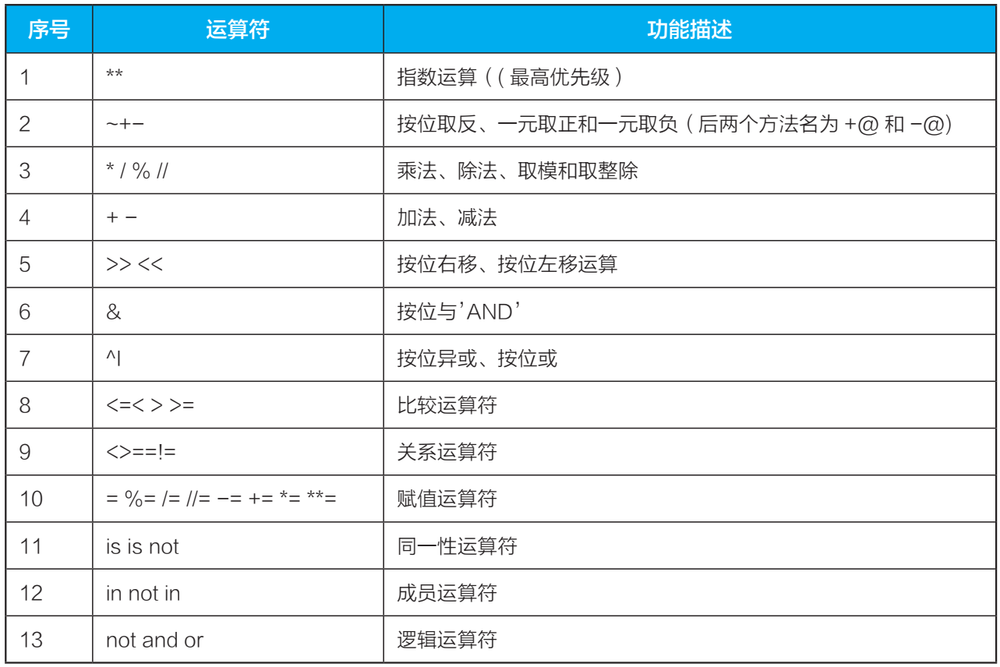 序号 运算符 功能描述
1 ** 指数运算 ( ( 最高优先级 )
2 ~+− 按位取反、一元取正和一元取负 ( 后两个方法名为 +@ 和 −@)
3 * / % // 乘法、除法、取模和取整除
4 + − 加法、减法
5 >> << 按位右移、按位左移运算
6 & 按位与’AND’
7 ^| 按位异或、按位或
8 <=< > >= 比较运算符
9 <>==!= 关系运算符
10 = %= /= //= −= += *= **= 赋值运算符
11 is is not 同一性运算符
12 in not in 成员运算符
13 not and or 逻辑运算符